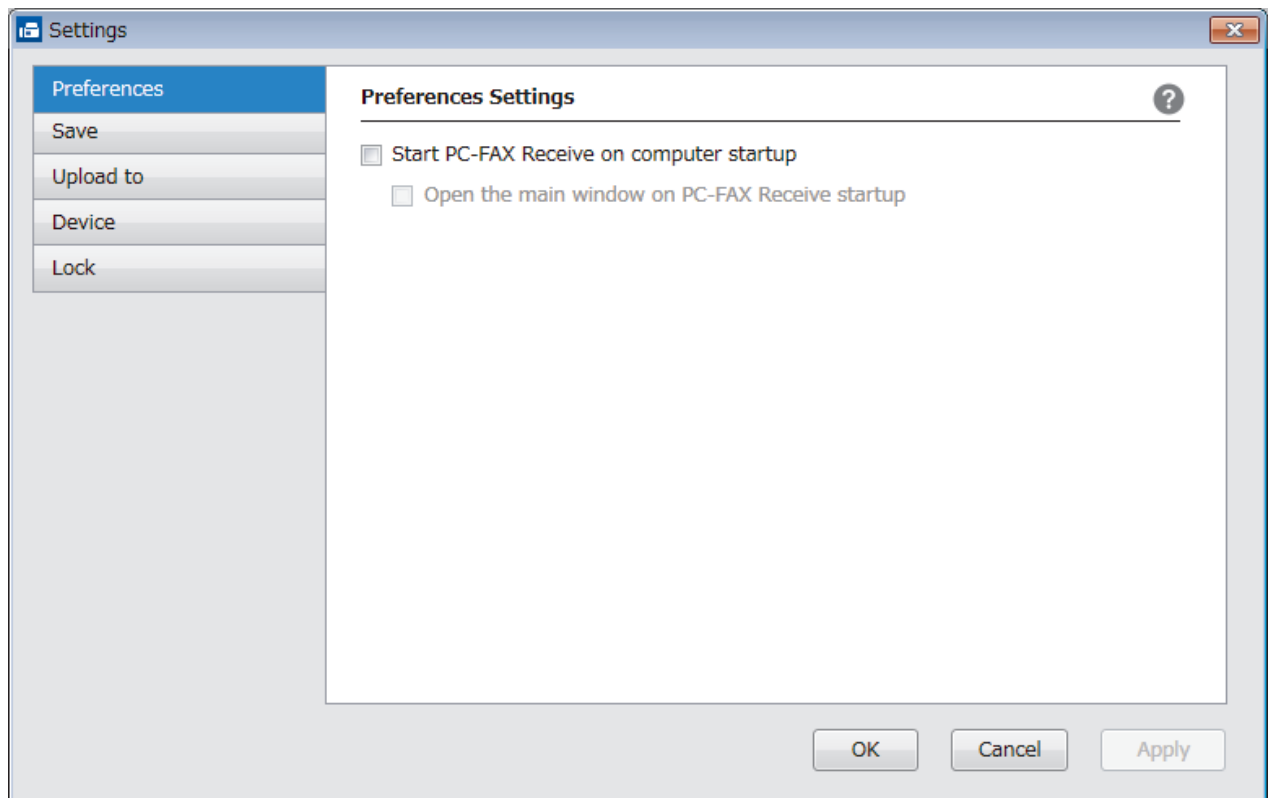 Settings
Preferences
Save
Upload to
Device
Lock
Preferences Settings
?
Start PC-FAX Receive on computer startup
Open the main window on PC-FAX Receive startup
OK
Cancel
Apply